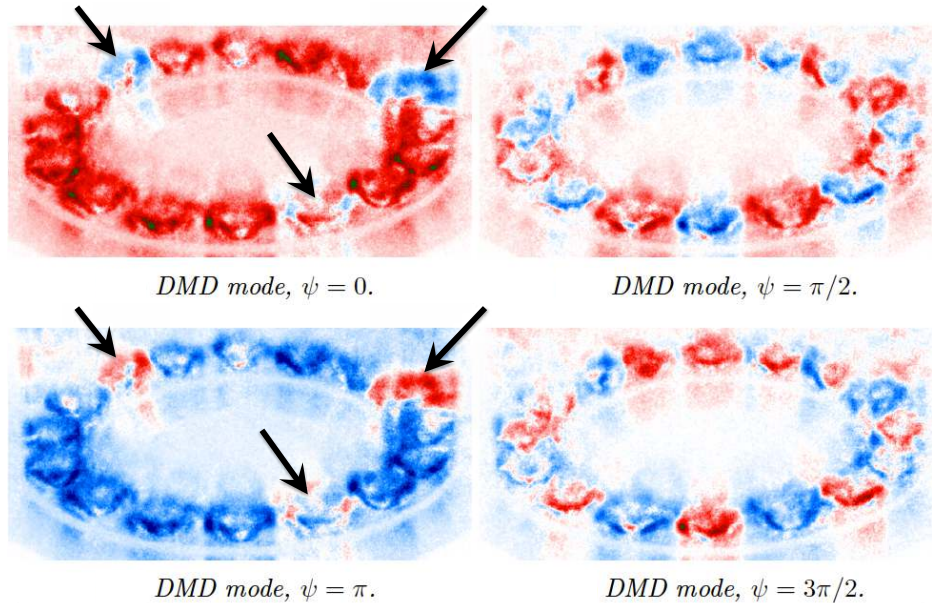 DMD mode, ψ = 0.
DMD mode, ψ = π/2.
DMD mode, ψ = π.
DMD mode, ψ = 3π/2.